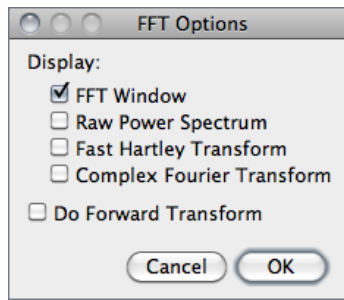 FFT Options
Display:
FFT Window
Raw Power Spectrum
Fast Hartley Transform
Complex Fourier Transform
Do Forward Transform
Cancel OK